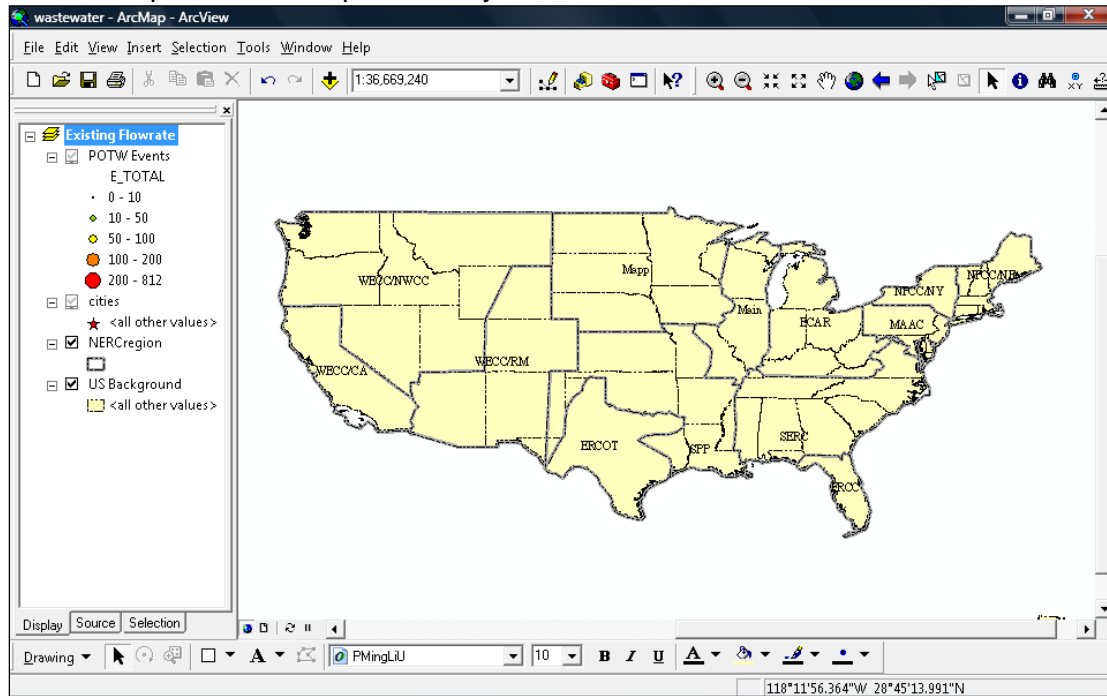 wastewater - ArcMap - ArcView
File Edit View Insert Selection Tools Window Help
1:36,669,240
Existing Flowrate
POTW Events
E_TOTAL
0 - 10
10 - 50
50 - 100
100 - 200
200 - 812
cities
<all other values>
NERCregion
US Background
<all other values>
WECC/NWCC
Mapp
Main
ECAR
NPCC/NY
MAAC
WECC/CA
WECC/RM
ERCOT
SPP
SERC
Display Source Selection
Drawing A PMingLiU 10 B I U A
118°11'56.364"W 28°45'13.991"N